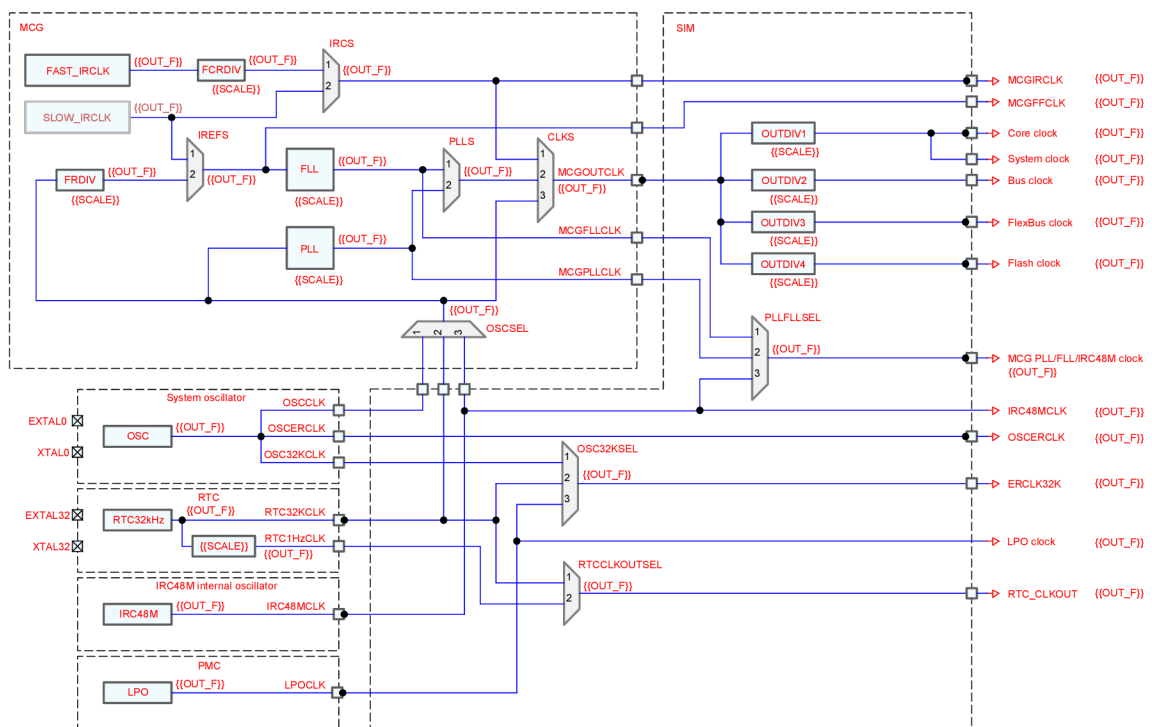 MCG
SIM
IRCS
FAST_IRCLK
{{OUT_F}}
FCRDIV
{{OUT_F}}
{{SCALE}}
1
2
{{OUT_F}}
MCGIRCLK
{{OUT_F}}
SLOW_IRCLK
{{OUT_F}}
MCGFFCLK
{{OUT_F}}
IREFS
1
2
{{OUT_F}}
FRDIV
{{OUT_F}}
{{SCALE}}
FLL
{{OUT_F}}
{{SCALE}}
PLLS
1
2
{{OUT_F}}
CLKS
1
2
3
MCGOUTCLK
{{OUT_F}}
OUTDIV1
{{SCALE}}
Core clock
{{OUT_F}}
System clock
{{OUT_F}}
OUTDIV2
{{SCALE}}
Bus clock
{{OUT_F}}
OUTDIV3
{{SCALE}}
FlexBus clock
{{OUT_F}}
OUTDIV4
{{SCALE}}
Flash clock
{{OUT_F}}
PLL
{{OUT_F}}
{{SCALE}}
MCGFLLCLK
MCGPLLCLK
{{OUT_F}}
1
2
3
OSCSEL
PLLFLLSEL
1
2
3
{{OUT_F}}
MCG PLL/FLL/IRC48M clock
{{OUT_F}}
System oscillator
EXTAL0
XTAL0
OSC
{{OUT_F}}
OSCCLK
OSCERCLK
OSC32KCLK
IRC48MCLK
{{OUT_F}}
OSCERCLK
{{OUT_F}}
OSC32KSEL
1
2
3
{{OUT_F}}
ERCLK32K
{{OUT_F}}
RTC
EXTAL32
XTAL32
RTC32kHz
{{OUT_F}}
RTC32KCLK
{{SCALE}}
RTC1HzCLK
{{OUT_F}}
LPO clock
{{OUT_F}}
RTCCLKOUTSEL
1
2
{{OUT_F}}
RTC_CLKOUT
{{OUT_F}}
IRC48M internal oscillator
IRC48M
{{OUT_F}}
IRC48MCLK
PMC
LPO
{{OUT_F}}
LPOCLK